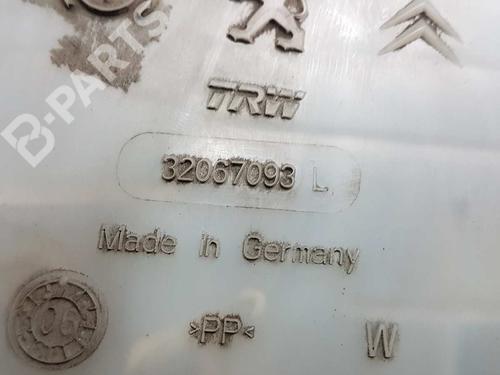 B-PARTS
TRW
32067093 L
Made in Germany
>PP<
W